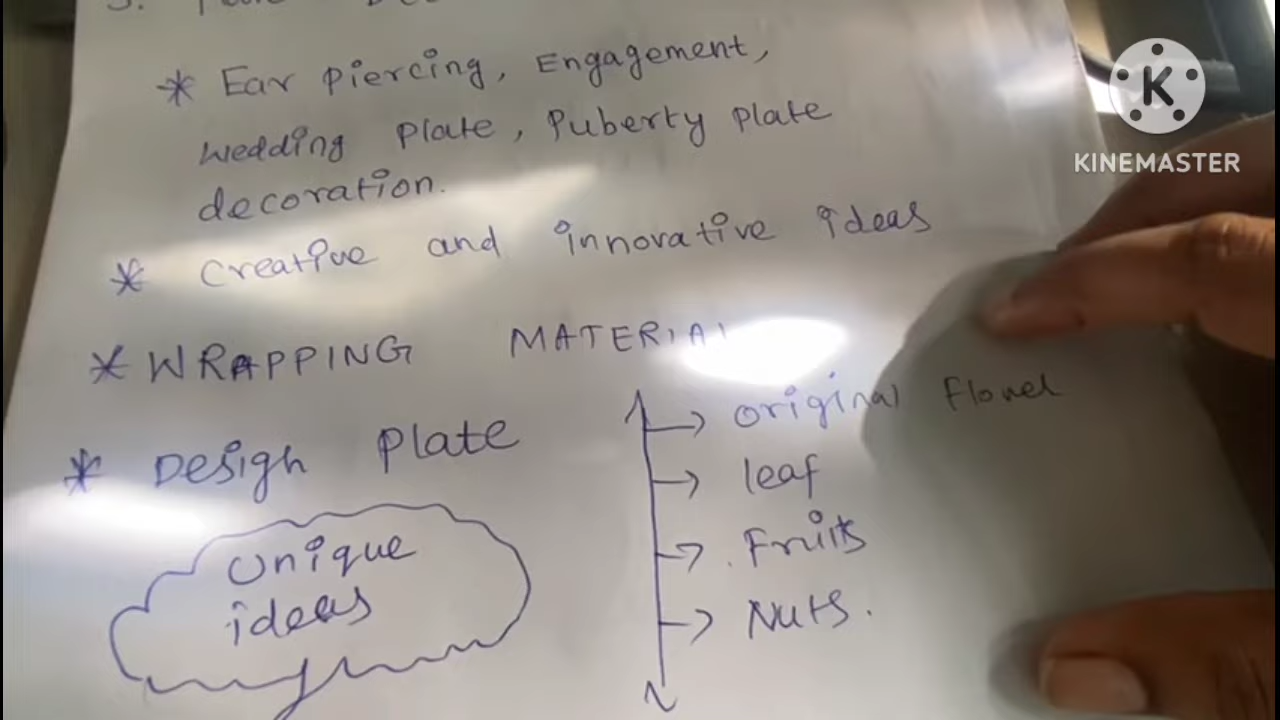 * Ear piercing, Engagement,
wedding plate, Puberty plate
decoration.
* Creative and innovative ideas
* WRAPPING MATERIAL
* Design plate
→ original flower
→ leaf
→ Fruits
→ Nuts.
unique
ideas
KINEMASTER